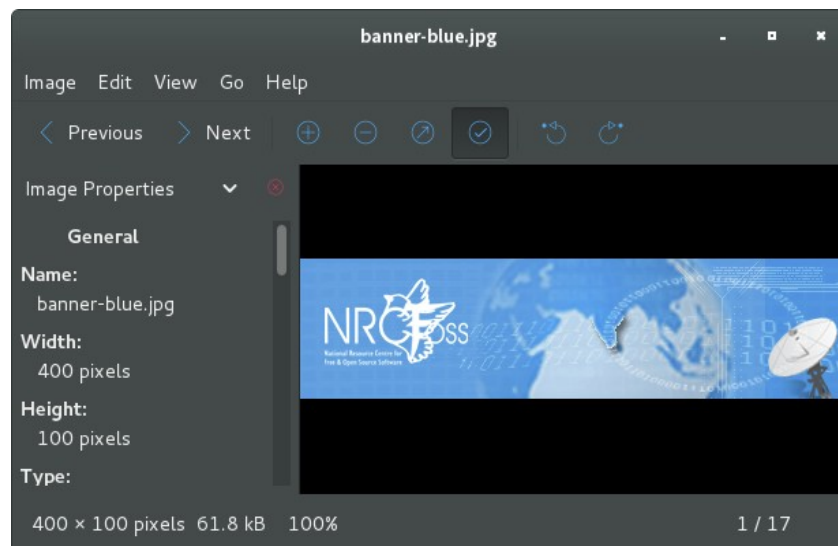 banner-blue.jpg
Image Edit View Go Help
Previous Next
Image Properties
General
Name:
banner-blue.jpg
Width:
400 pixels
Height:
100 pixels
Type:
NRCFOSS
National Resource Centre for
Free & Open Source Software
400 × 100 pixels 61.8 kB 100%
1 / 17